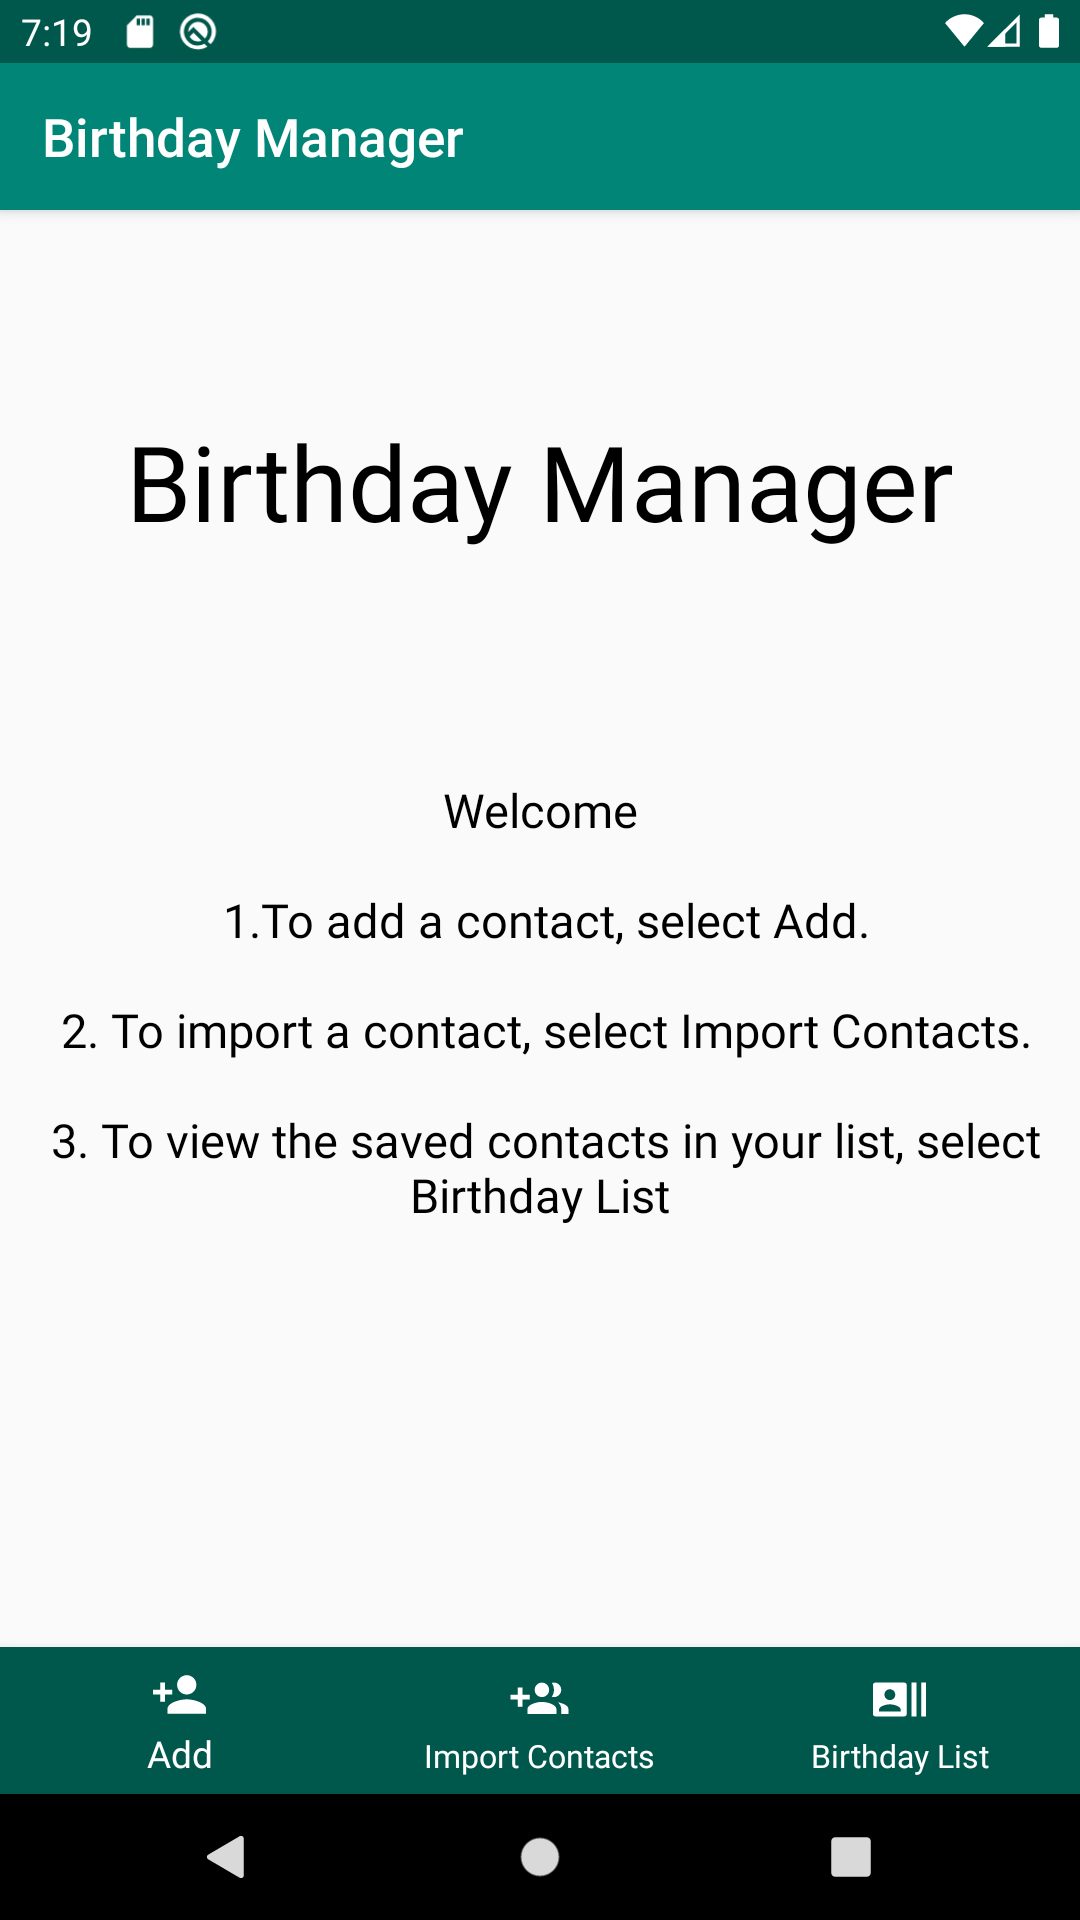 7:19
Birthday Manager
Birthday Manager
Welcome
1.To add a contact, select Add.
2. To import a contact, select Import Contacts.
3. To view the saved contacts in your list, select
Birthday List
Add
Import Contacts
Birthday List